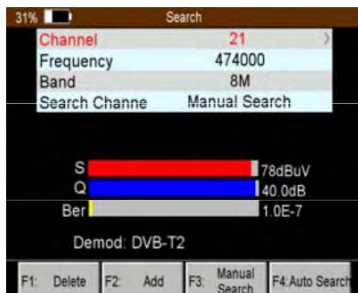 31% Search
Channel 21 >
Frequency 474000
Band 8M
Search Channe Manual Search
S 78dBuV
Q 40.0dB
Ber 1.0E-7
Demod: DVB-T2
F1: Delete F2: Add F3: Manual Search F4:Auto Search